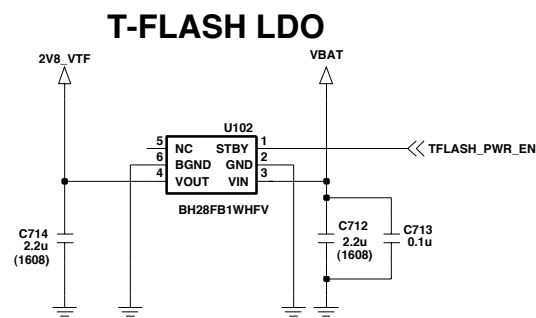 T-FLASH LDO
2V8_VTF
VBAT
U102
5 NC STBY 1
6 BGND GND 2
4 VOUT VIN 3
TFLASH_PWR_EN
BH28FB1WHFV
C714
2.2u
(1608)
C712
2.2u
(1608)
C713
0.1u